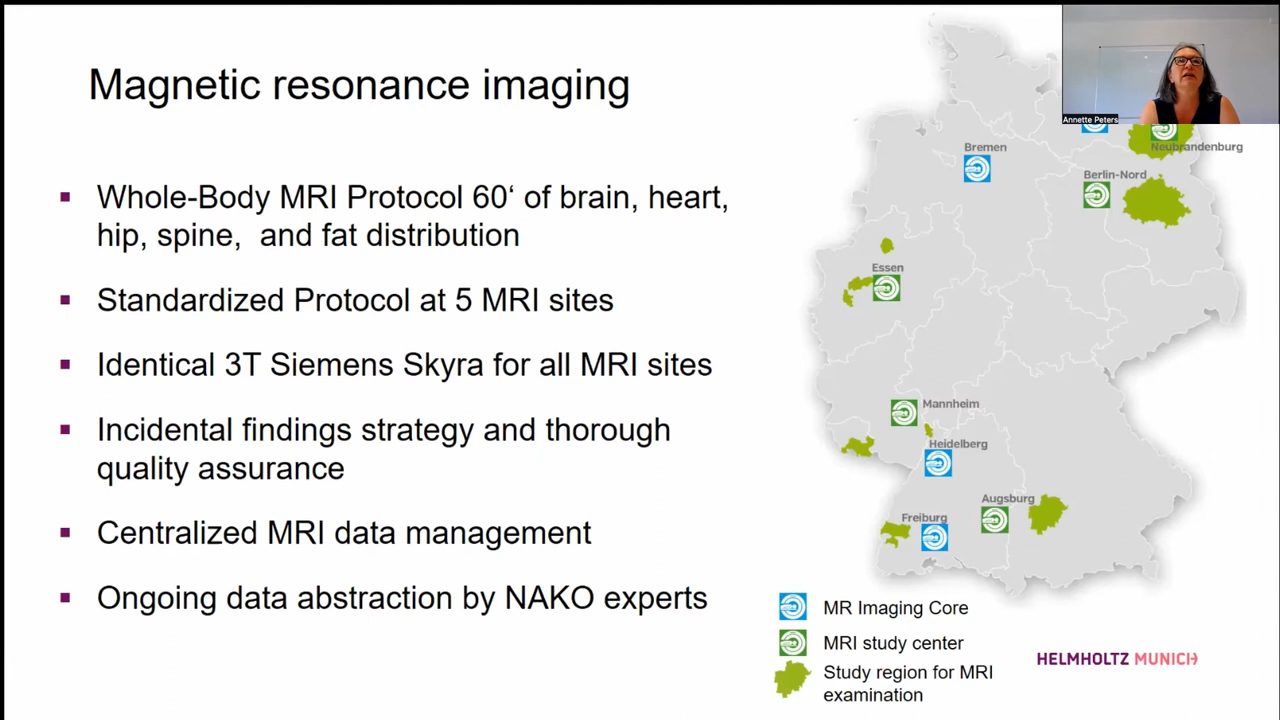 Magnetic resonance imaging
Whole-Body MRI Protocol 60‘ of brain, heart,
hip, spine,  and fat distribution
Standardized Protocol at 5 MRI sites
Identical 3T Siemens Skyra for all MRI sites
Incidental findings strategy and thorough
quality assurance
Centralized MRI data management
Ongoing data abstraction by NAKO experts
Annette Peters
Neubrandenburg
Bremen
Berlin-Nord
Essen
Mannheim
Heidelberg
Augsburg
Freiburg
MR Imaging Core
MRI study center
Study region for MRI
examination
HELMHOLTZ MUNICH